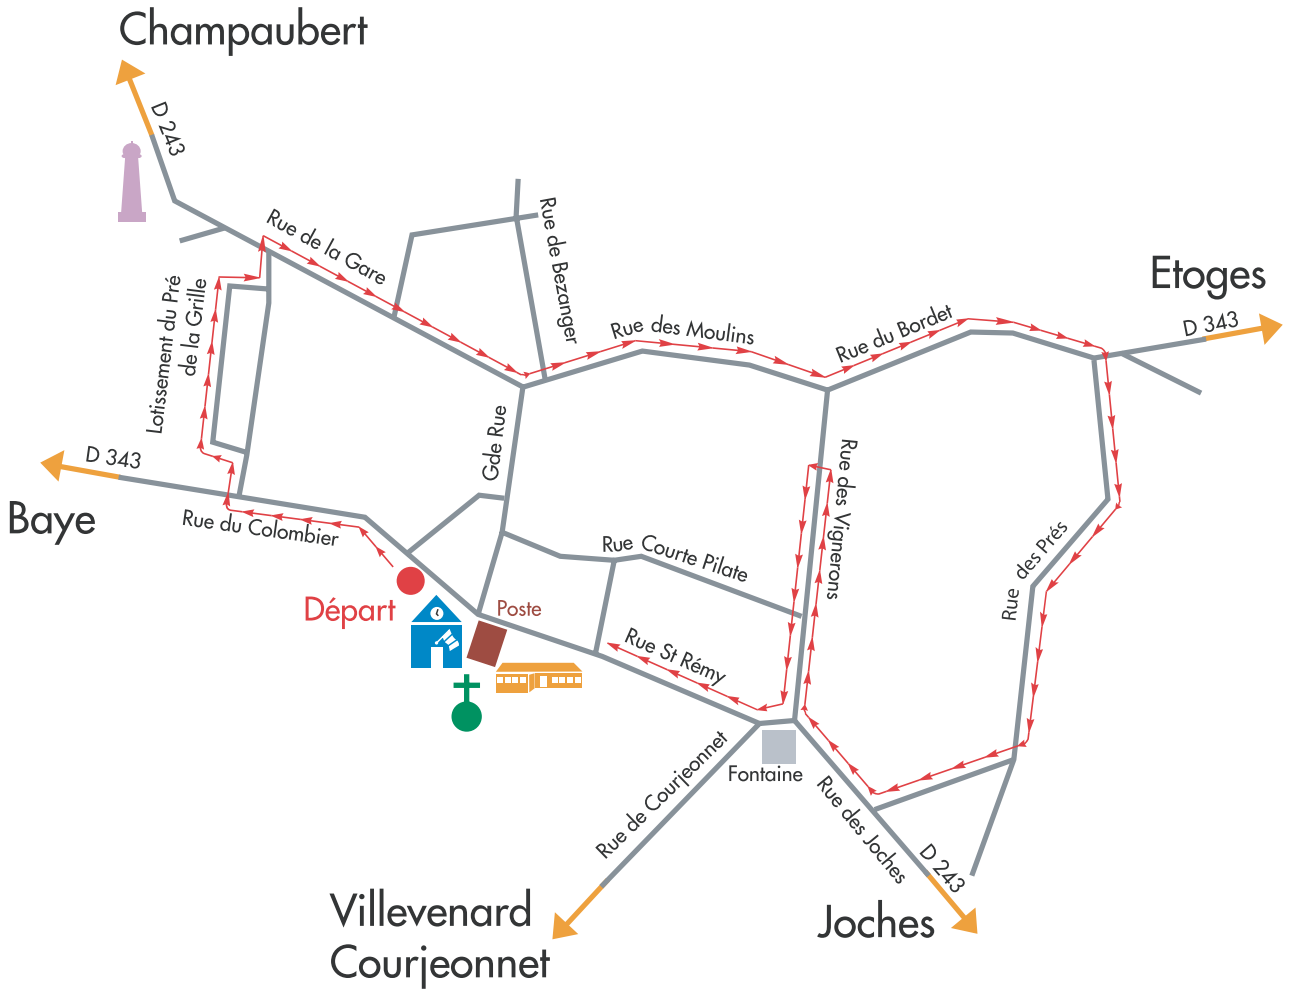 Champaubert
D 243
Rue de la Gare
Rue de Bezanger
Etoges
D 343
Rue des Moulins
Rue du Bordet
Lotissement du Pré
de la Grille
Gde Rue
D 343
Baye
Rue du Colombier
Rue des Vignerons
Rue Courte Pilate
Rue des Prés
Départ
Poste
Rue St Rémy
Fontaine
Rue de Courjeonnet
Rue des Joches
D 243
Villevenard
Courjeonnet
Joches